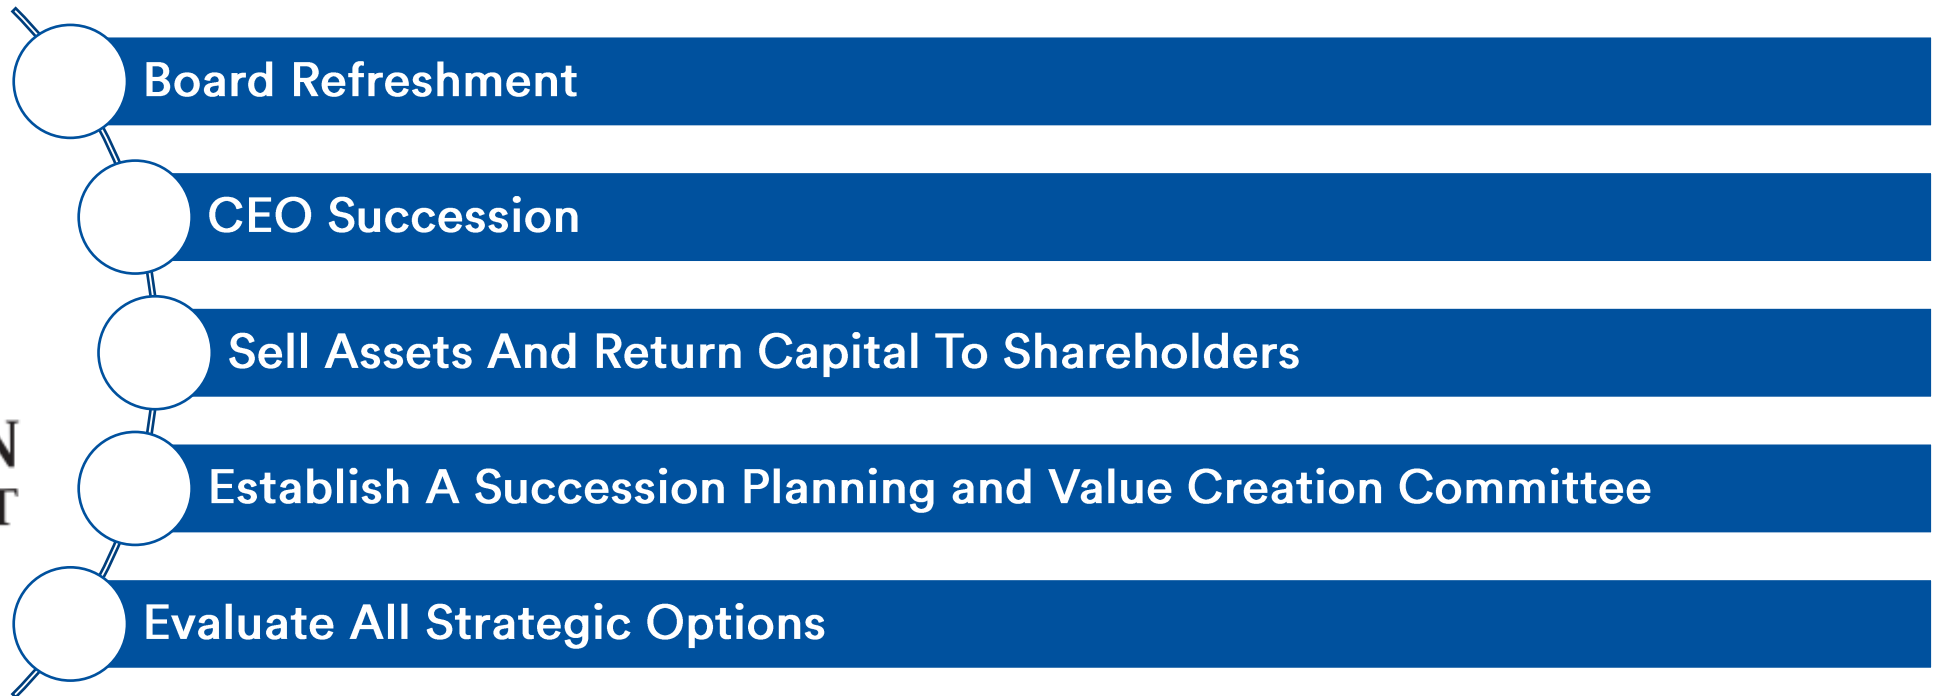 Board Refreshment
CEO Succession
Sell Assets And Return Capital To Shareholders
N
Establish A Succession Planning and Value Creation Committee
T
Evaluate All Strategic Options